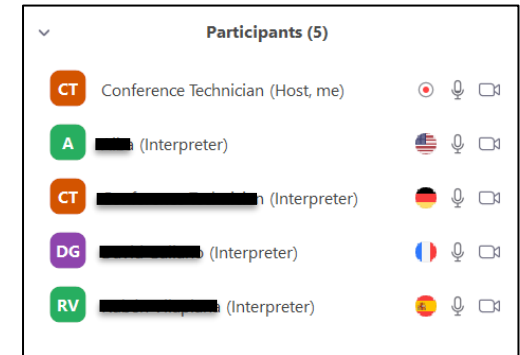 Participants (5)
CT Conference Technician (Host, me)
A (Interpreter)
CT (Interpreter)
DG (Interpreter)
RV (Interpreter)